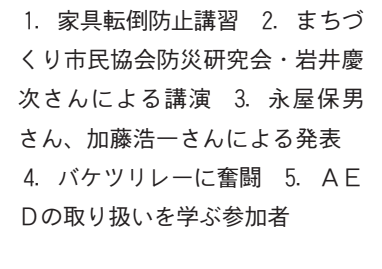 1. 家具転倒防止講習　2. まちづ
くり市民協会防災研究会・岩井慶
次さんによる講演　3. 永屋保男
さん、加藤浩一さんによる発表
4. バケツリレーに奮闘　5. ＡＥ
Ｄの取り扱いを学ぶ参加者